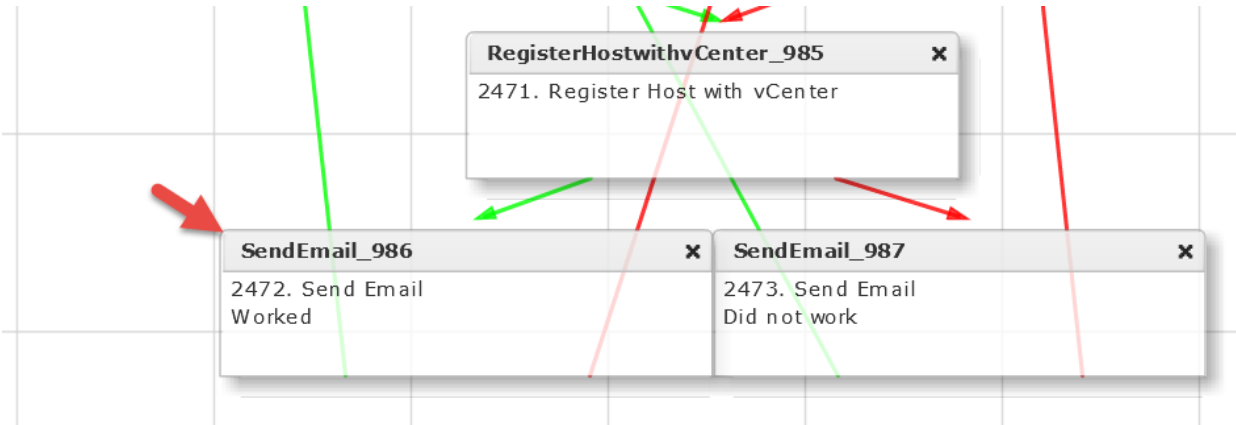 RegisterHostwithvCenter_985
2471. Register Host with vCenter
SendEmail_986
2472. Send Email
Worked
SendEmail_987
2473. Send Email
Did not work